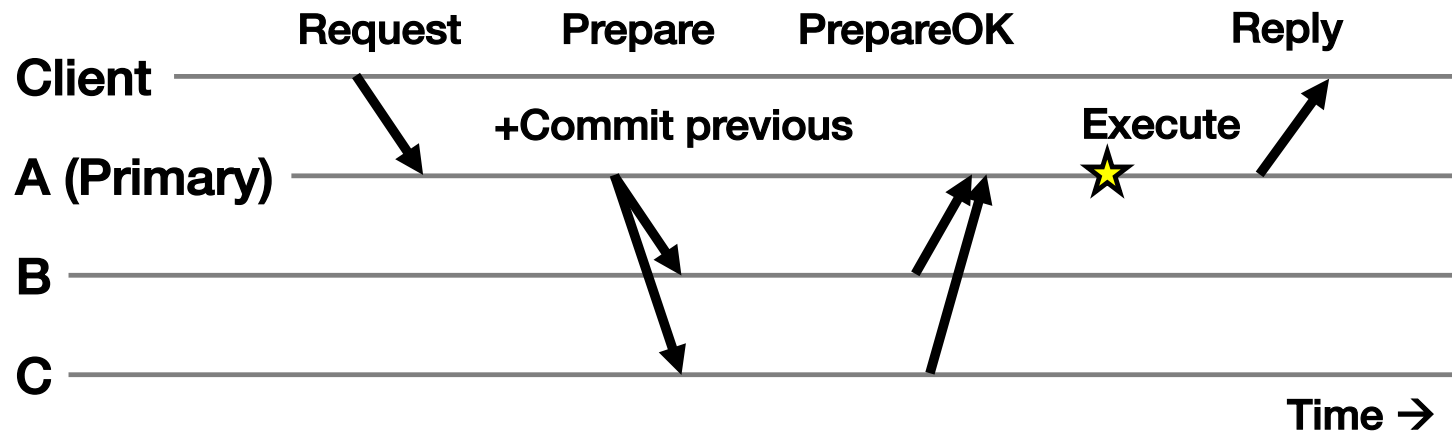 Request Prepare PrepareOK Reply
Client
+Commit previous Execute
A (Primary)
B
C
Time →